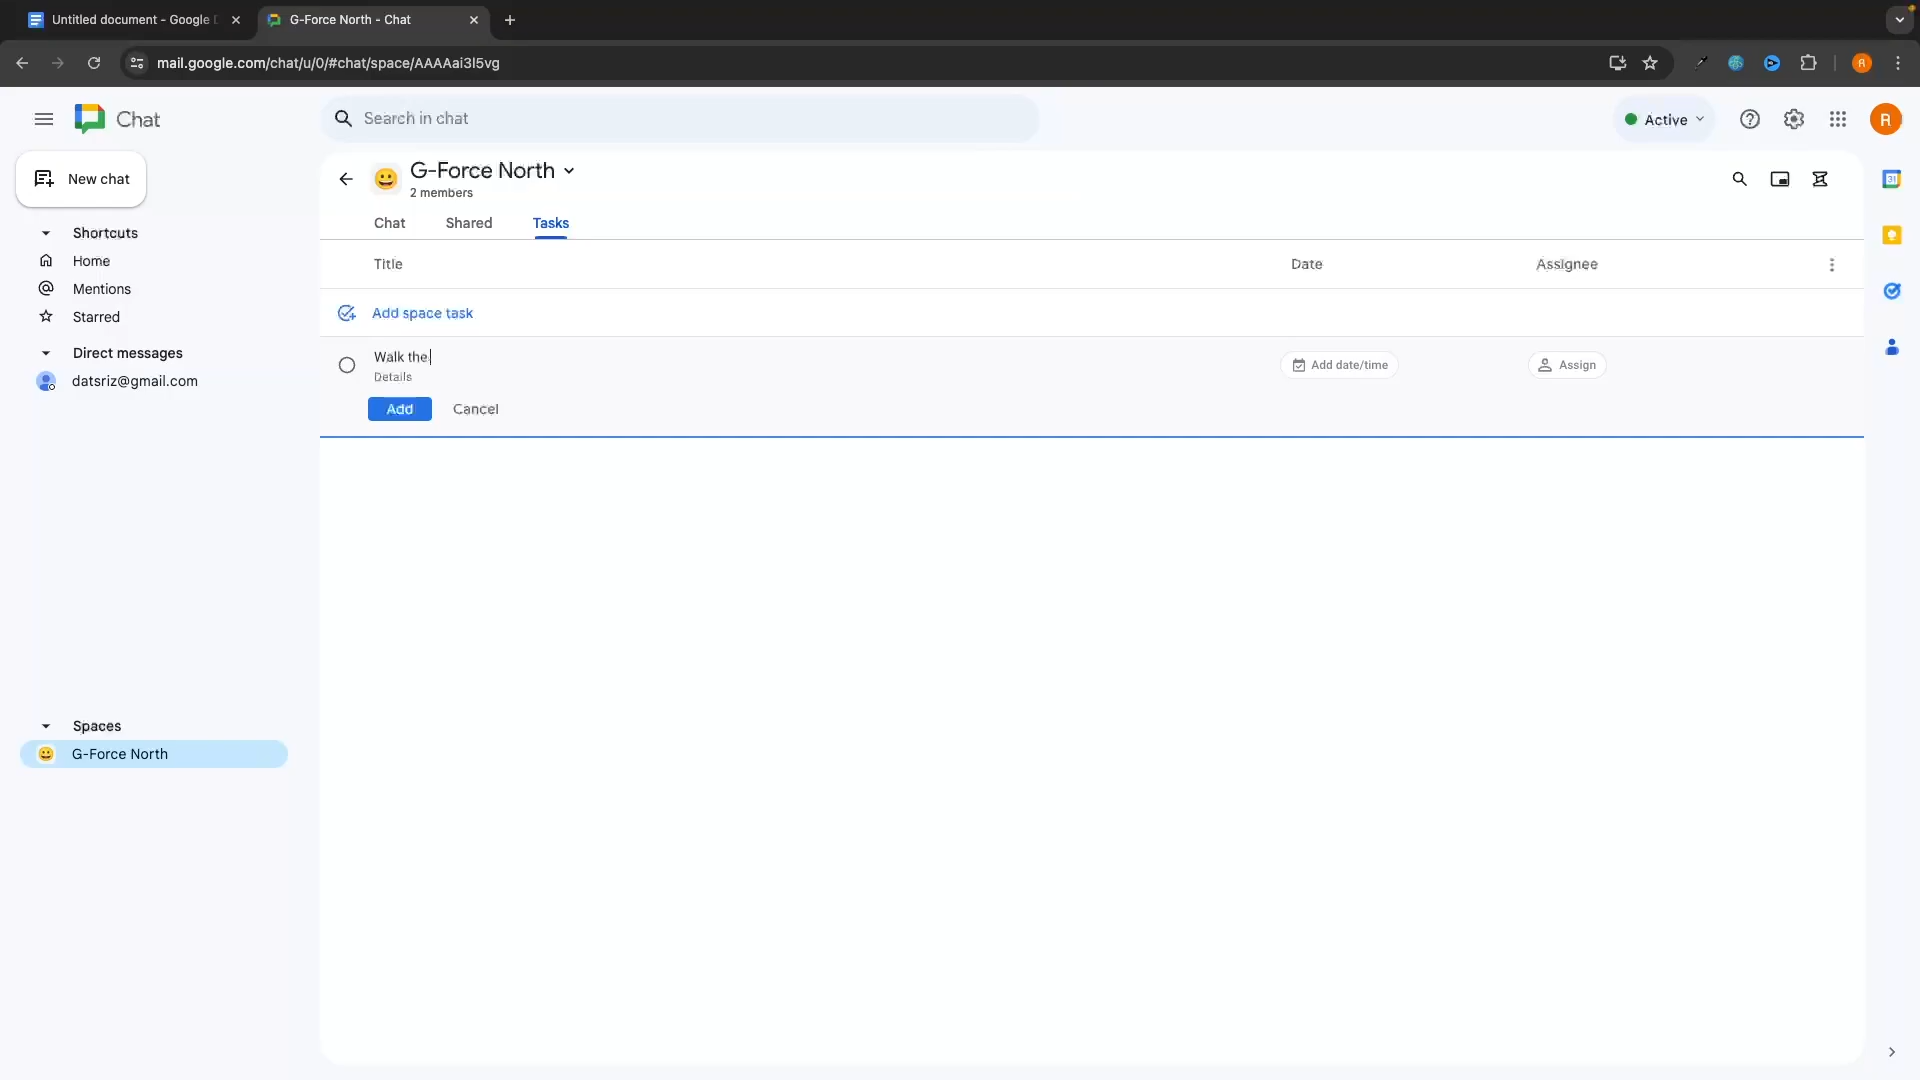 Untitled document - Google D
G-Force North - Chat
mail.google.com/chat/u/0/#chat/space/AAAAai3I5vg
R
Chat
Search in chat
Active
R
New chat
G-Force North
2 members
Chat
Shared
Tasks
Shortcuts
Home
Mentions
Starred
Direct messages
datsriz@gmail.com
Spaces
G-Force North
Title
Date
Assignee
Add space task
Walk the
Details
Add date/time
Assign
Add
Cancel
31